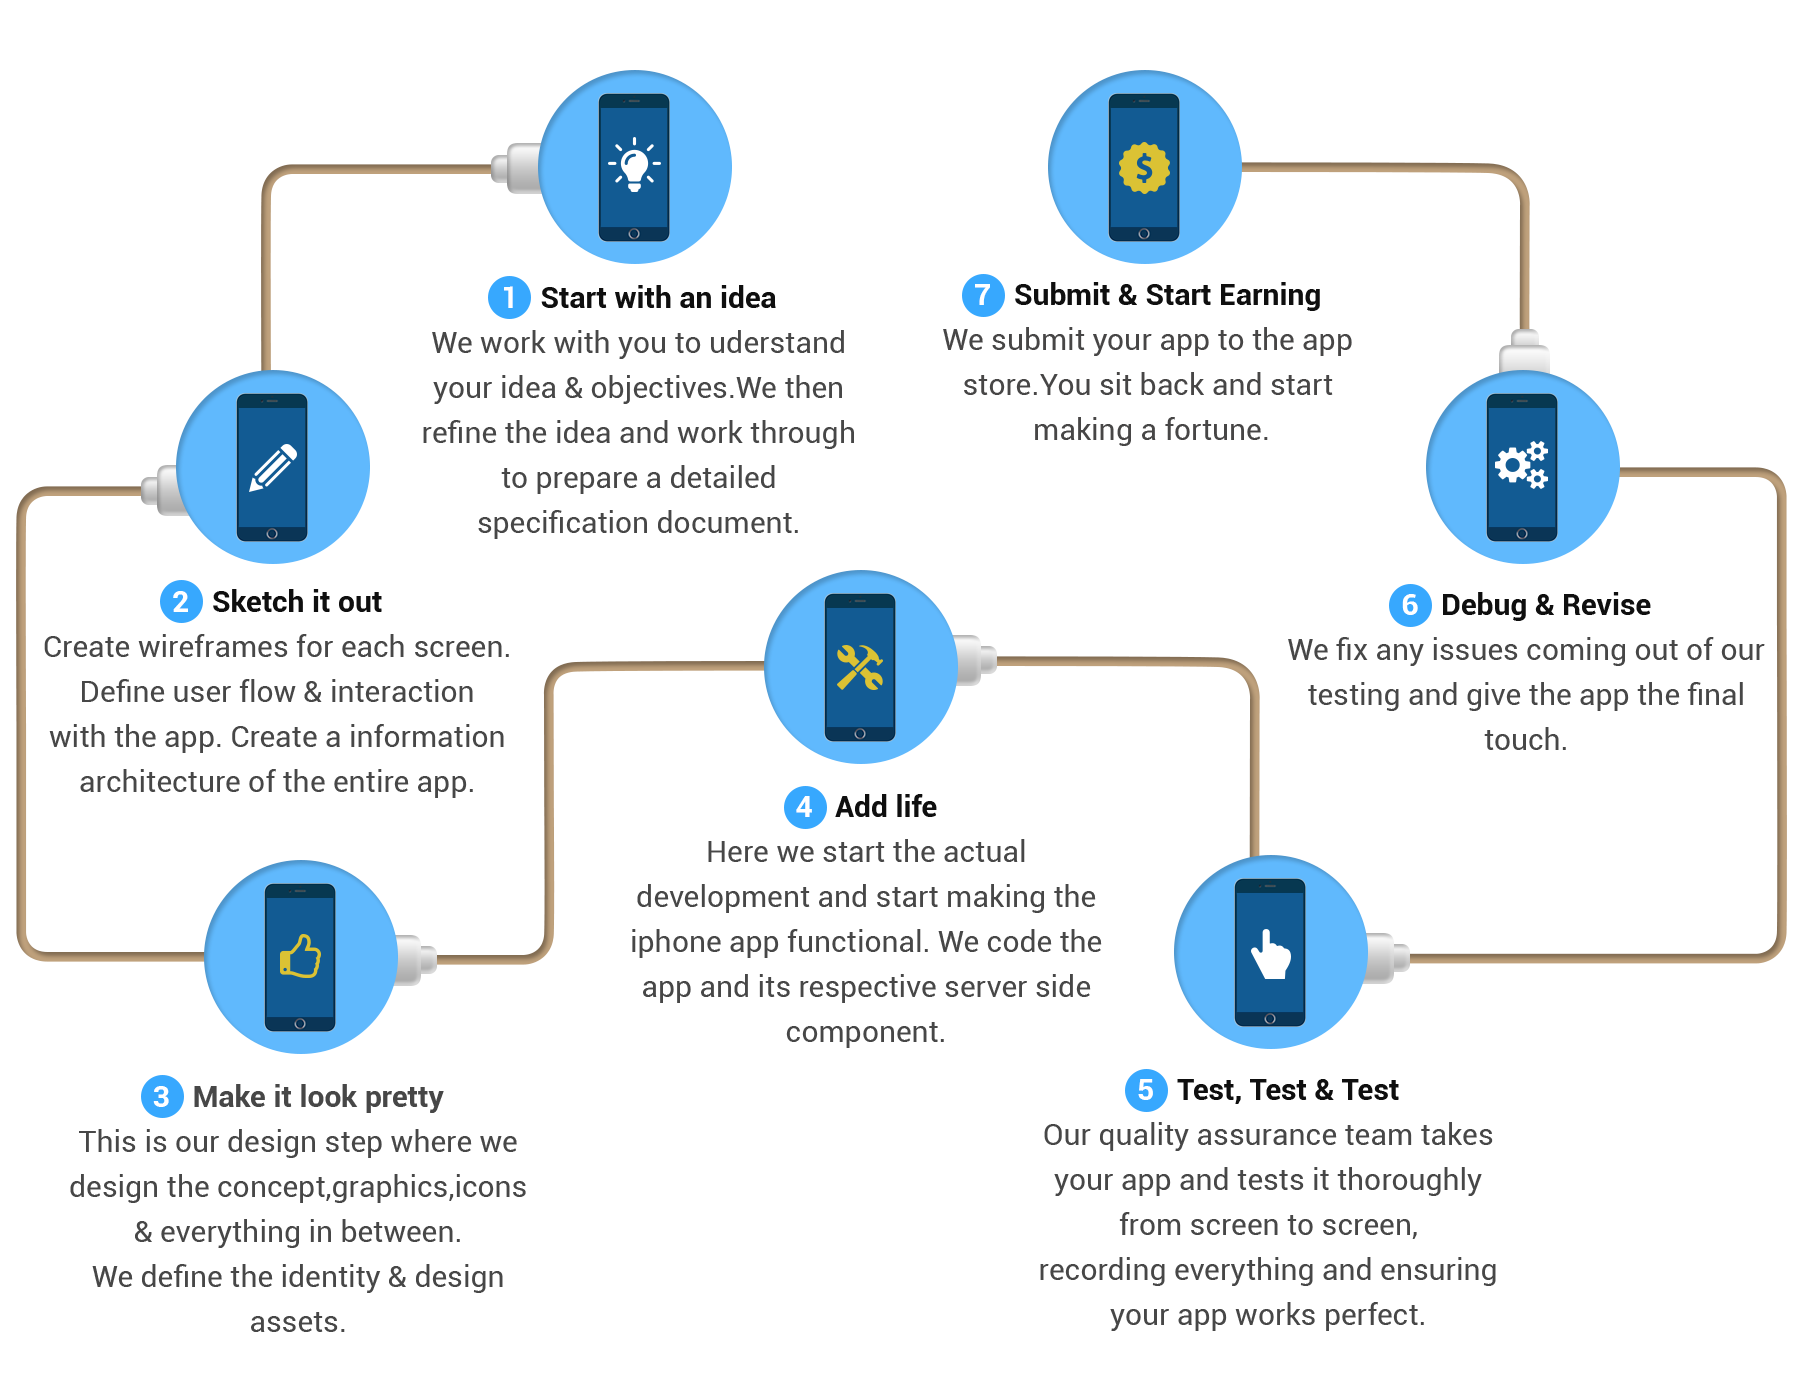 1 Start with an idea
We work with you to uderstand
your idea & objectives.We then
refine the idea and work through
to prepare a detailed
specification document.
2 Sketch it out
Create wireframes for each screen.
Define user flow & interaction
with the app. Create a information
architecture of the entire app.
3 Make it look pretty
This is our design step where we
design the concept,graphics,icons
& everything in between.
We define the identity & design
assets.
4 Add life
Here we start the actual
development and start making the
iphone app functional. We code the
app and its respective server side
component.
5 Test, Test & Test
Our quality assurance team takes
your app and tests it thoroughly
from screen to screen,
recording everything and ensuring
your app works perfect.
6 Debug & Revise
We fix any issues coming out of our
testing and give the app the final
touch.
$
7 Submit & Start Earning
We submit your app to the app
store.You sit back and start
making a fortune.